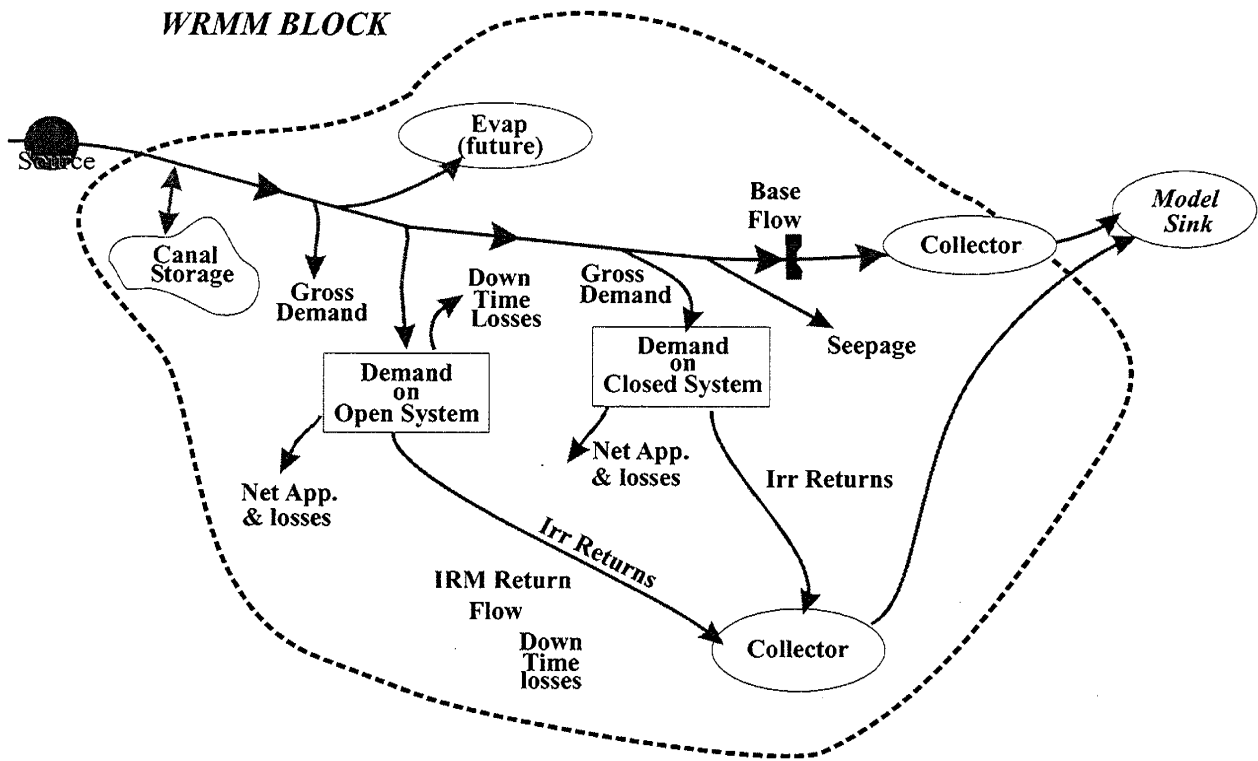 WRMM BLOCK
Source
Evap
(future)
Canal
Storage
Gross
Demand
Down
Time
Losses
Gross
Demand
Base
Flow
Collector
Model
Sink
Seepage
Demand
on
Open System
Demand
on
Closed System
Net App.
& losses
Net App.
& losses
Irr Returns
Irr Returns
IRM Return
Flow
Down
Time
losses
Collector